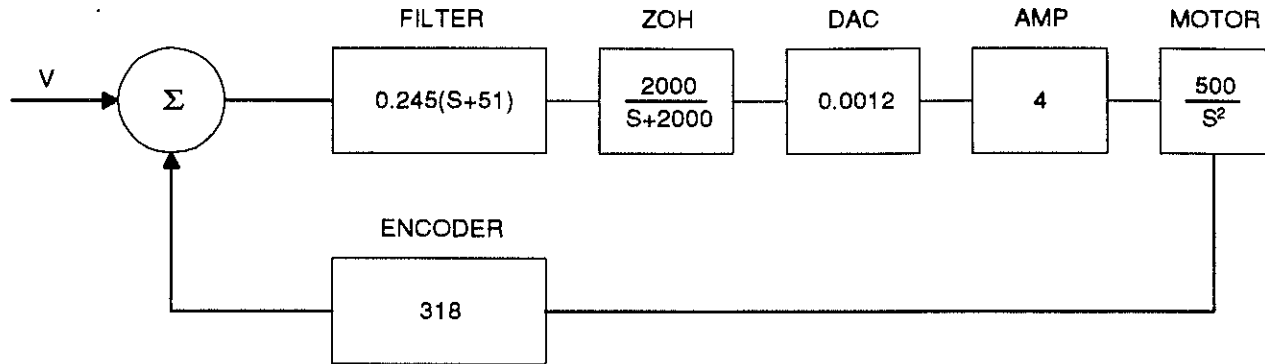 FILTER ZOH DAC AMP MOTOR
V Σ 0.245(S+51) 2000 0.0012 4 500
S+2000 S²
ENCODER
318